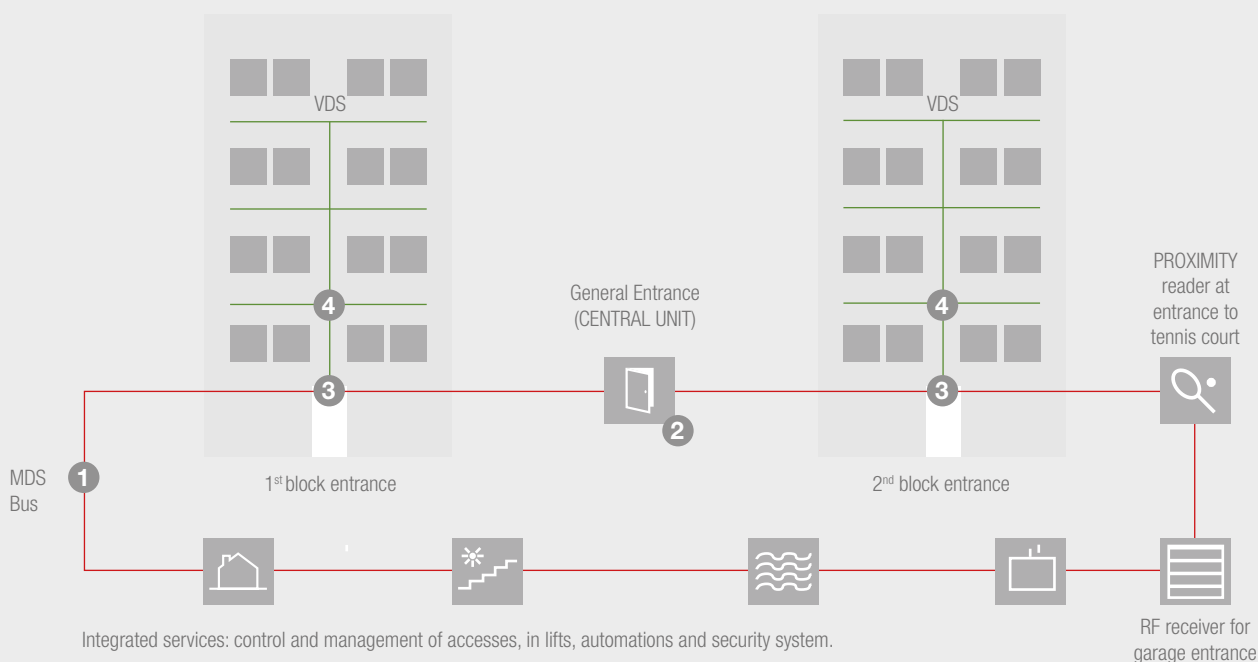 VDS
VDS
PROXIMITY
reader at
entrance to
tennis court
General Entrance
(CENTRAL UNIT)
4
4
3
3
2
1
MDS
Bus
1st block entrance
2nd block entrance
Integrated services: control and management of accesses, in lifts, automations and security system.
RF receiver for
garage entrance